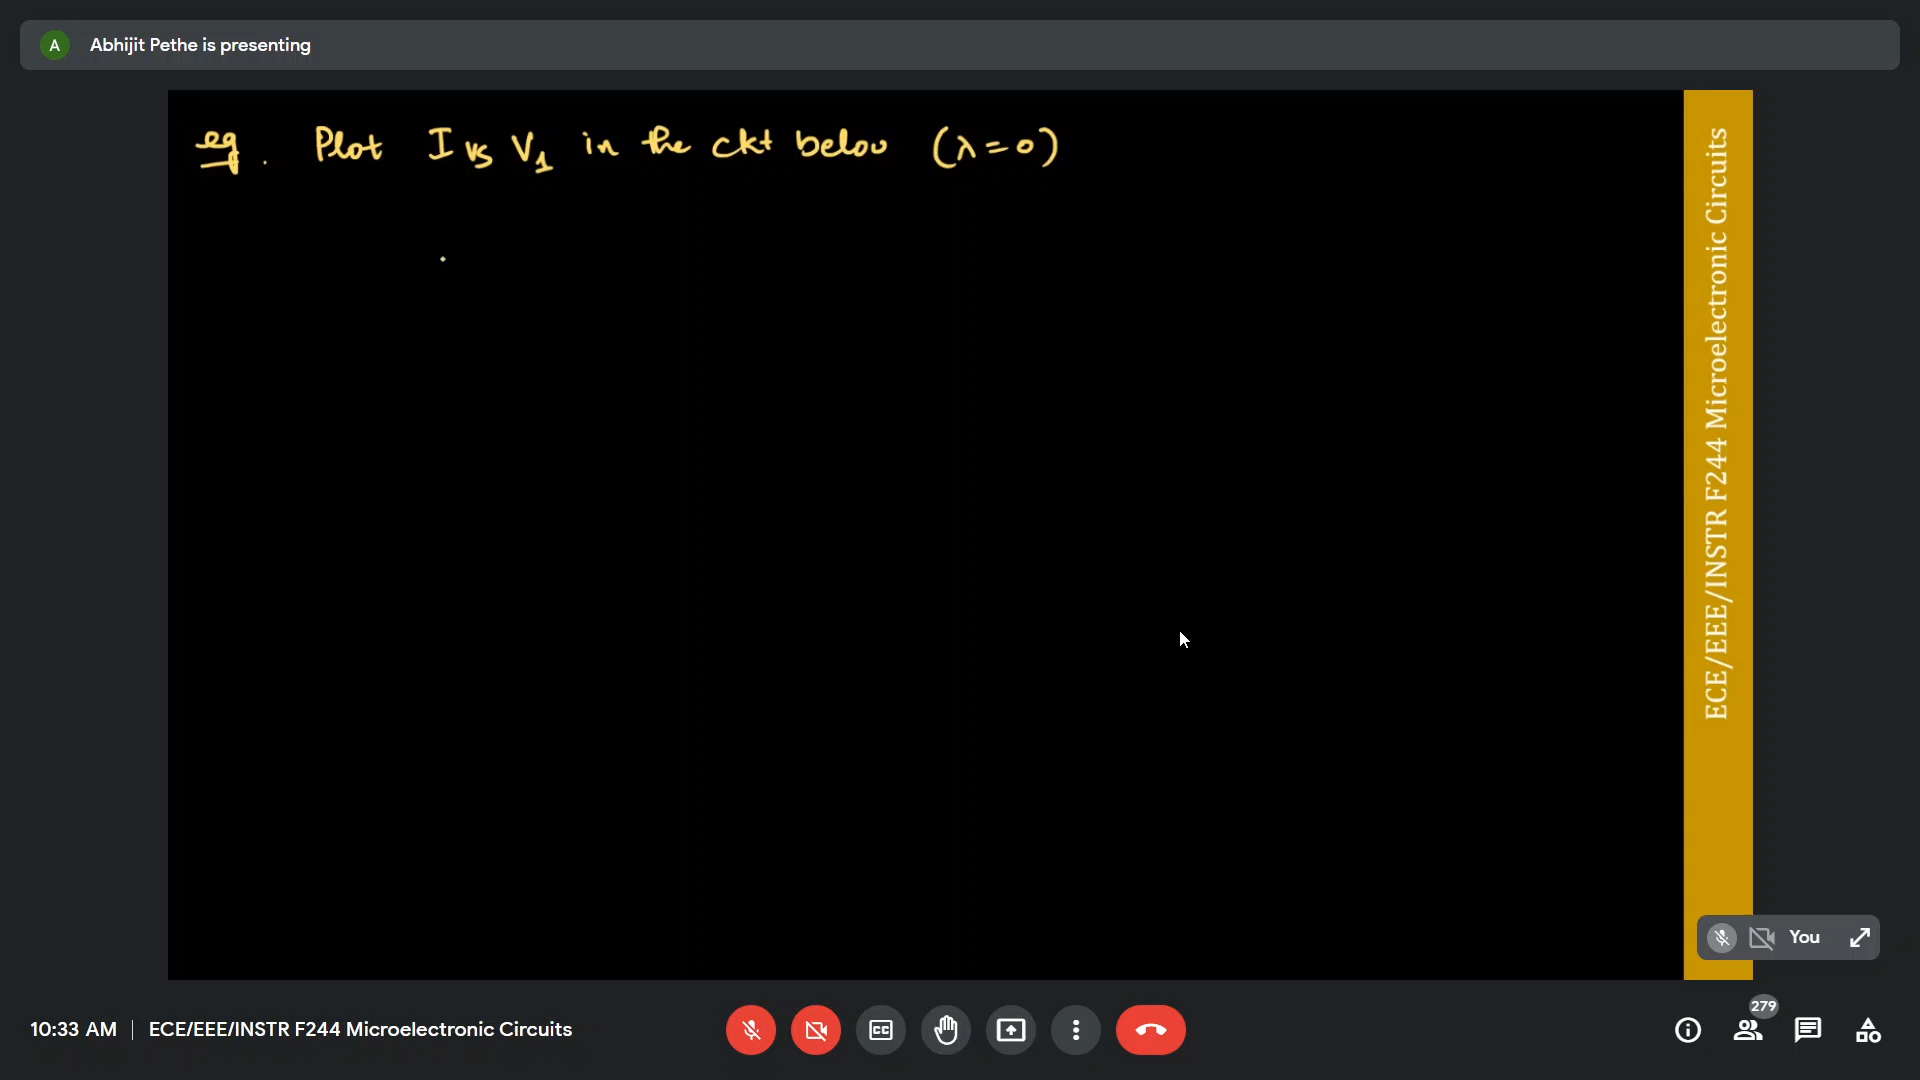 A Abhijit Pethe is presenting
eg. Plot I vs V1 in the ckt below (λ=0)
ECE/EEE/INSTR F244 Microelectronic Circuits
You
279
10:33 AM | ECE/EEE/INSTR F244 Microelectronic Circuits
CC